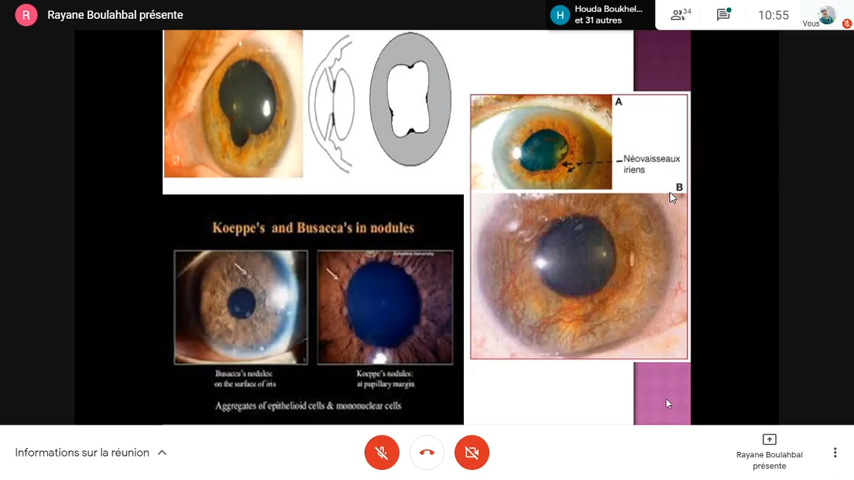 R
Rayane Boulahbal présente
H
Houda Boukhel...
et 31 autres
34
10:55
Vous
A
Néovaisseaux
iriens
B
Koeppe's and Busacca's in nodules
Busacca's nodules:
on the surface of iris
Koeppe's nodules:
at pupillary margin
Aggregates of epithelioid cells & mononuclear cells
Informations sur la réunion
Rayane Boulahbal
présente